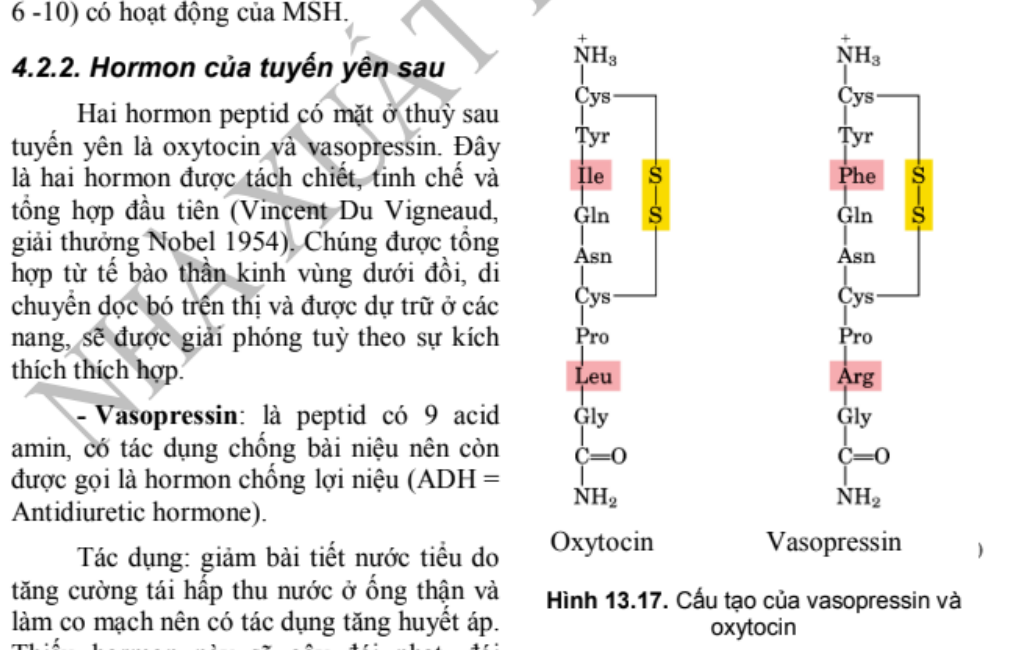 6 -10) có hoạt động của MSH.
4.2.2. Hormon của tuyến yên sau
Hai hormon peptid có mặt ở thuỳ sau
tuyến yên là oxytocin và vasopressin. Đây
là hai hormon được tách chiết, tinh chế và
tổng hợp đầu tiên (Vincent Du Vigneaud,
giải thưởng Nobel 1954). Chúng được tổng
hợp từ tế bào thần kinh vùng dưới đồi, di
chuyển dọc bó trên thị và được dự trữ ở các
nang, sẽ được giải phóng tuỳ theo sự kích
thích thích hợp.
- Vasopressin: là peptid có 9 acid
amin, có tác dụng chống bài niệu nên còn
được gọi là hormon chống lợi niệu (ADH =
Antidiuretic hormone).
Tác dụng: giảm bài tiết nước tiểu do
tăng cường tái hấp thu nước ở ống thận và
làm co mạch nên có tác dụng tăng huyết áp.
NHÀ XUẤT
+
NH₃
Cys
Tyr
Ile
S
Gln
S
Asn
Cys
Pro
Leu
Gly
C=O
NH₂
Oxytocin
+
NH₃
Cys
Tyr
Phe
S
Gln
S
Asn
Cys
Pro
Arg
Gly
C=O
NH₂
Vasopressin
)
Hình 13.17. Cấu tạo của vasopressin và
oxytocin